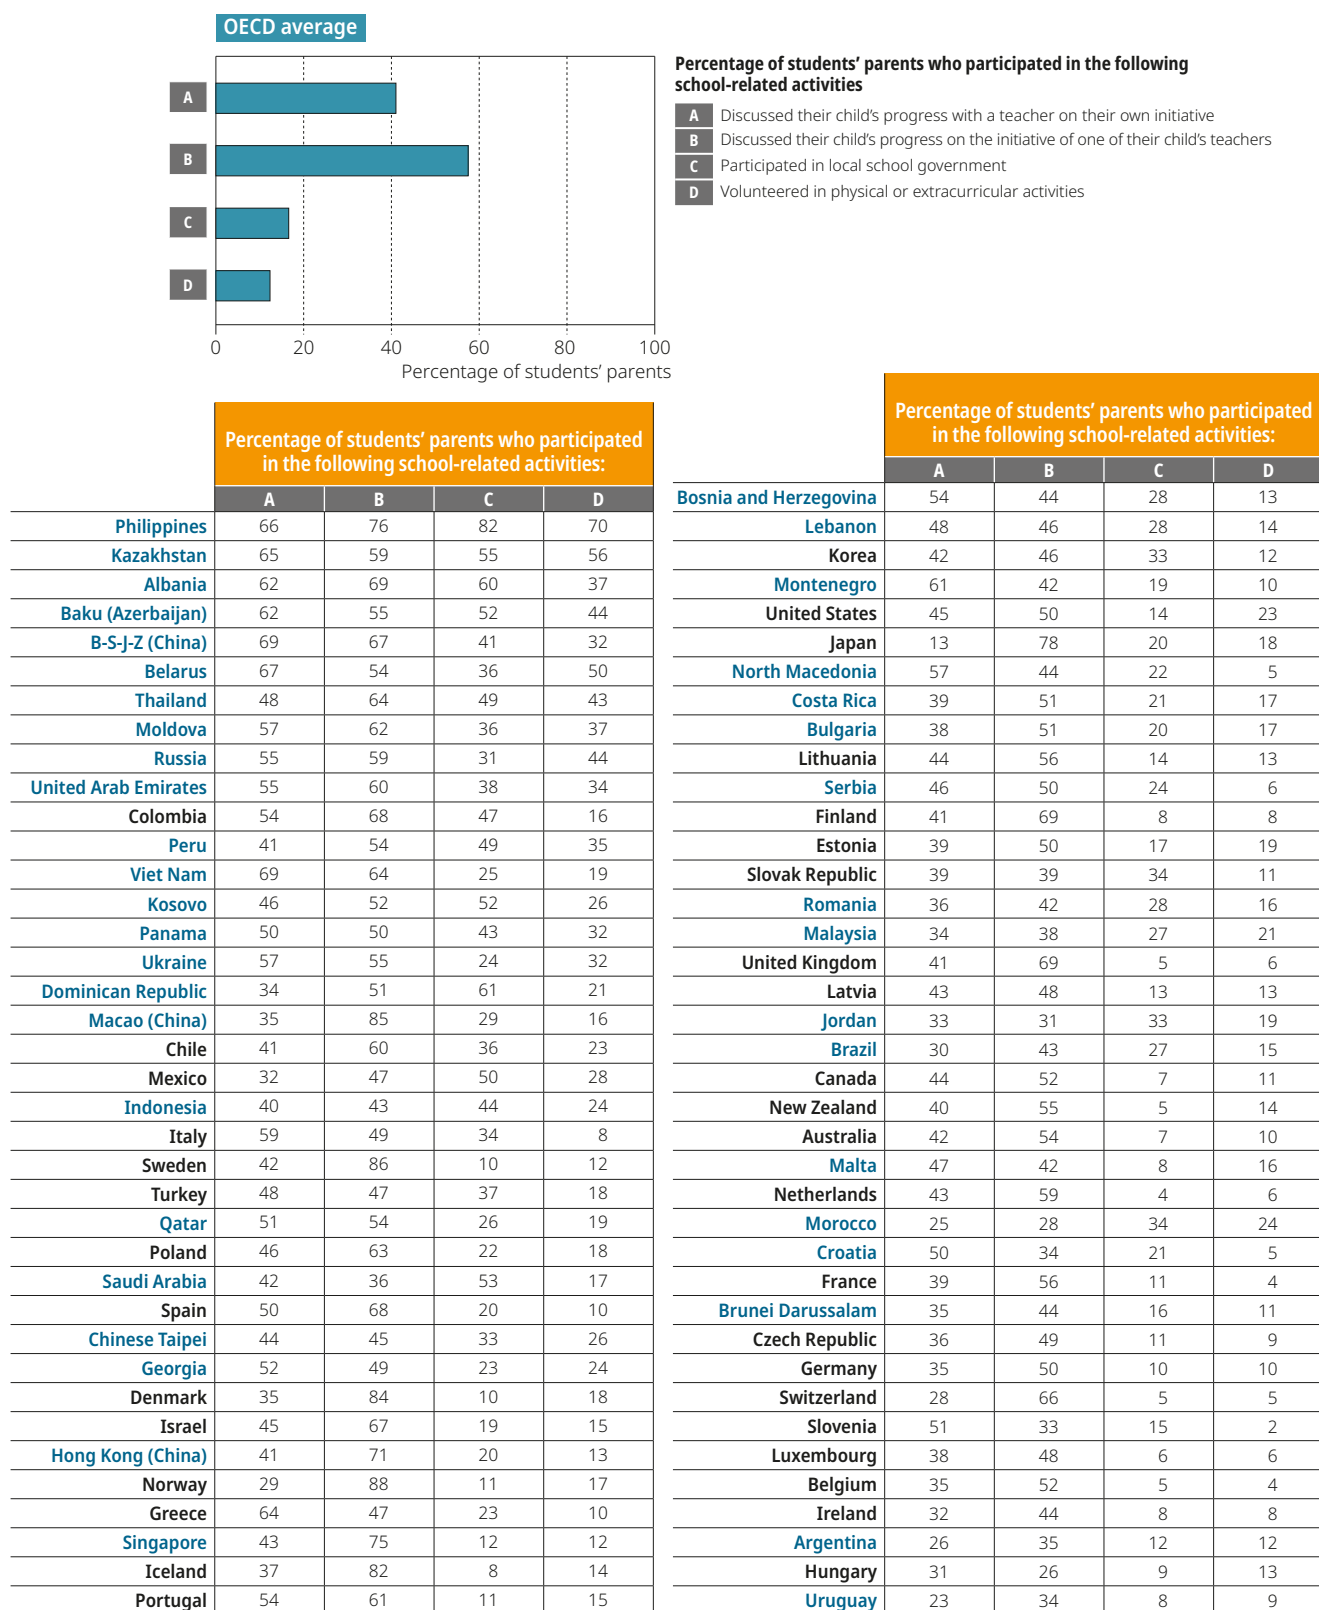 OECD average
A
B
C
D
0 20 40 60 80 100
Percentage of students’ parents
Percentage of students’ parents who participated in the following
school-related activities
A Discussed their child’s progress with a teacher on their own initiative
B Discussed their child’s progress on the initiative of one of their child’s teachers
C Participated in local school government
D Volunteered in physical or extracurricular activities
Percentage of students’ parents who participated
in the following school-related activities:
A B C D
Philippines 66 76 82 70
Kazakhstan 65 59 55 56
Albania 62 69 60 37
Baku (Azerbaijan) 62 55 52 44
B-S-J-Z (China) 69 67 41 32
Belarus 67 54 36 50
Thailand 48 64 49 43
Moldova 57 62 36 37
Russia 55 59 31 44
United Arab Emirates 55 60 38 34
Colombia 54 68 47 16
Peru 41 54 49 35
Viet Nam 69 64 25 19
Kosovo 46 52 52 26
Panama 50 50 43 32
Ukraine 57 55 24 32
Dominican Republic 34 51 61 21
Macao (China) 35 85 29 16
Chile 41 60 36 23
Mexico 32 47 50 28
Indonesia 40 43 44 24
Italy 59 49 34 8
Sweden 42 86 10 12
Turkey 48 47 37 18
Qatar 51 54 26 19
Poland 46 63 22 18
Saudi Arabia 42 36 53 17
Spain 50 68 20 10
Chinese Taipei 44 45 33 26
Georgia 52 49 23 24
Denmark 35 84 10 18
Israel 45 67 19 15
Hong Kong (China) 41 71 20 13
Norway 29 88 11 17
Greece 64 47 23 10
Singapore 43 75 12 12
Iceland 37 82 8 14
Portugal 54 61 11 15
Percentage of students’ parents who participated
in the following school-related activities:
A B C D
Bosnia and Herzegovina 54 44 28 13
Lebanon 48 46 28 14
Korea 42 46 33 12
Montenegro 61 42 19 10
United States 45 50 14 23
Japan 13 78 20 18
North Macedonia 57 44 22 5
Costa Rica 39 51 21 17
Bulgaria 38 51 20 17
Lithuania 44 56 14 13
Serbia 46 50 24 6
Finland 41 69 8 8
Estonia 39 50 17 19
Slovak Republic 39 39 34 11
Romania 36 42 28 16
Malaysia 34 38 27 21
United Kingdom 41 69 5 6
Latvia 43 48 13 13
Jordan 33 31 33 19
Brazil 30 43 27 15
Canada 44 52 7 11
New Zealand 40 55 5 14
Australia 42 54 7 10
Malta 47 42 8 16
Netherlands 43 59 4 6
Morocco 25 28 34 24
Croatia 50 34 21 5
France 39 56 11 4
Brunei Darussalam 35 44 16 11
Czech Republic 36 49 11 9
Germany 35 50 10 10
Switzerland 28 66 5 5
Slovenia 51 33 15 2
Luxembourg 38 48 6 6
Belgium 35 52 5 4
Ireland 32 44 8 8
Argentina 26 35 12 12
Hungary 31 26 9 13
Uruguay 23 34 8 9